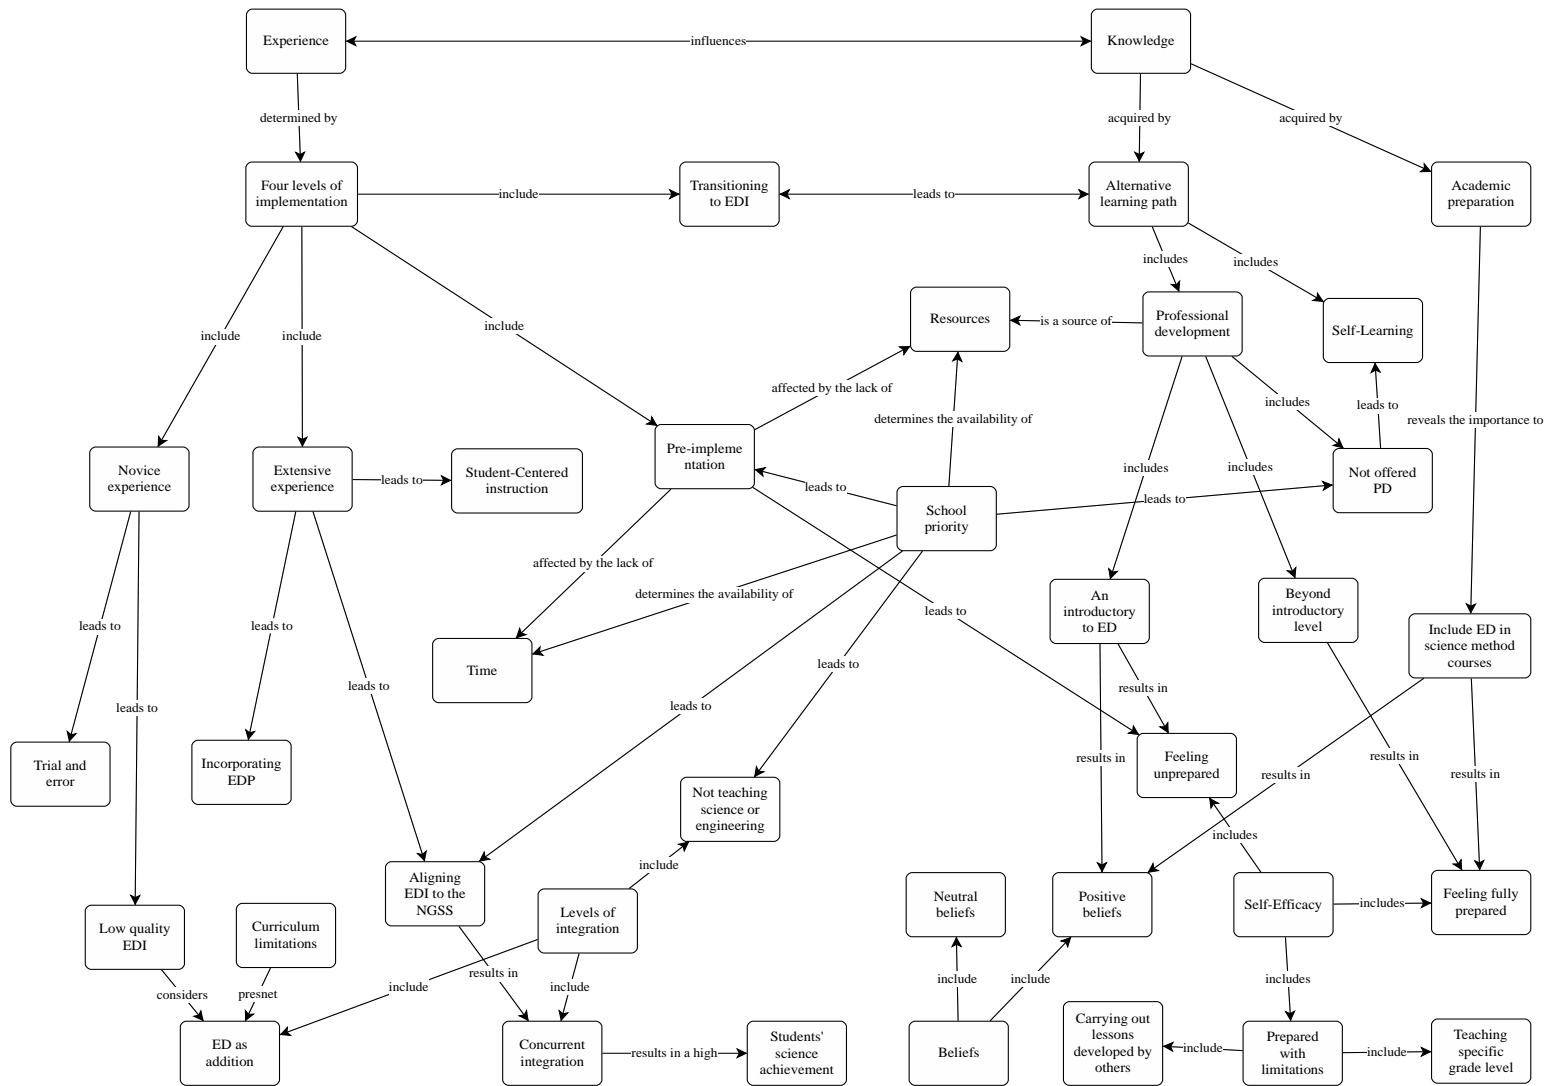 Experience
influences
Knowledge
determined by
acquired by
acquired by
Four levels of
implementation
include
Transitioning
to EDI
leads to
Alternative
learning path
Academic
preparation
includes
includes
include
include
include
Resources
is a source of
Professional
development
Self-Learning
affected by the lack of
determines the availability of
includes
leads to
reveals the importance to
Novice
experience
Extensive
experience
leads to
Student-Centered
instruction
Pre-impleme
ntation
leads to
School
priority
leads to
includes
includes
Not offered
PD
affected by the lack of
determines the availability of
leads to
An
introductory
to ED
Beyond
introductory
level
Include ED in
science method
courses
leads to
leads to
Time
leads to
leads to
leads to
leads to
results in
Trial and
error
Incorporating
EDP
Not teaching
science or
engineering
results in
Feeling
unprepared
results in
results in
results in
includes
Aligning
EDI to the
NGSS
include
Levels of
integration
Neutral
beliefs
Positive
beliefs
Self-Efficacy
includes
Feeling fully
prepared
Low quality
EDI
Curriculum
limitations
considers
presnet
include
results in
include
include
include
includes
ED as
addition
Concurrent
integration
results in a high
Students'
science
achievement
Beliefs
Carrying out
lessons
developed by
others
include
Prepared
with
limitations
include
Teaching
specific
grade level